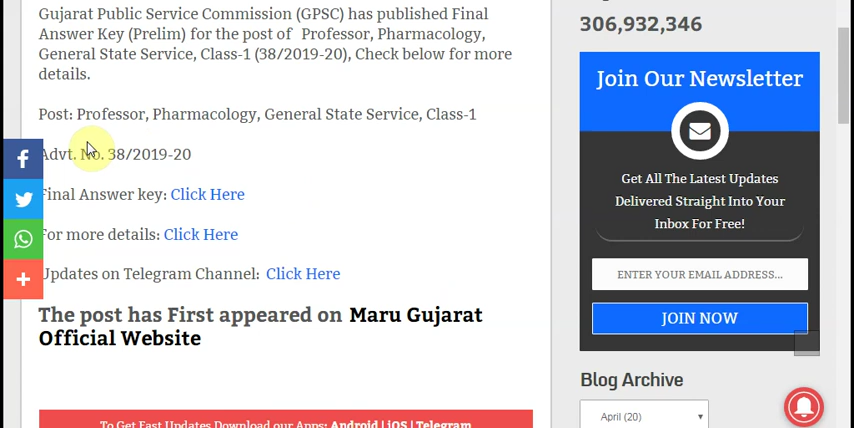 Gujarat Public Service Commission (GPSC) has published Final
Answer Key (Prelim) for the post of Professor, Pharmacology,
General State Service, Class-1 (38/2019-20), Check below for more
details.
Post: Professor, Pharmacology, General State Service, Class-1
Advt. No. 38/2019-20
Final Answer key: Click Here
For more details: Click Here
Updates on Telegram Channel: Click Here
The post has First appeared on Maru Gujarat
Official Website
To Get Fast Updates Download our Apps: Android | iOS | Telegram
306,932,346
Join Our Newsletter
Get All The Latest Updates
Delivered Straight Into Your
Inbox For Free!
ENTER YOUR EMAIL ADDRESS...
JOIN NOW
Blog Archive
April (20)